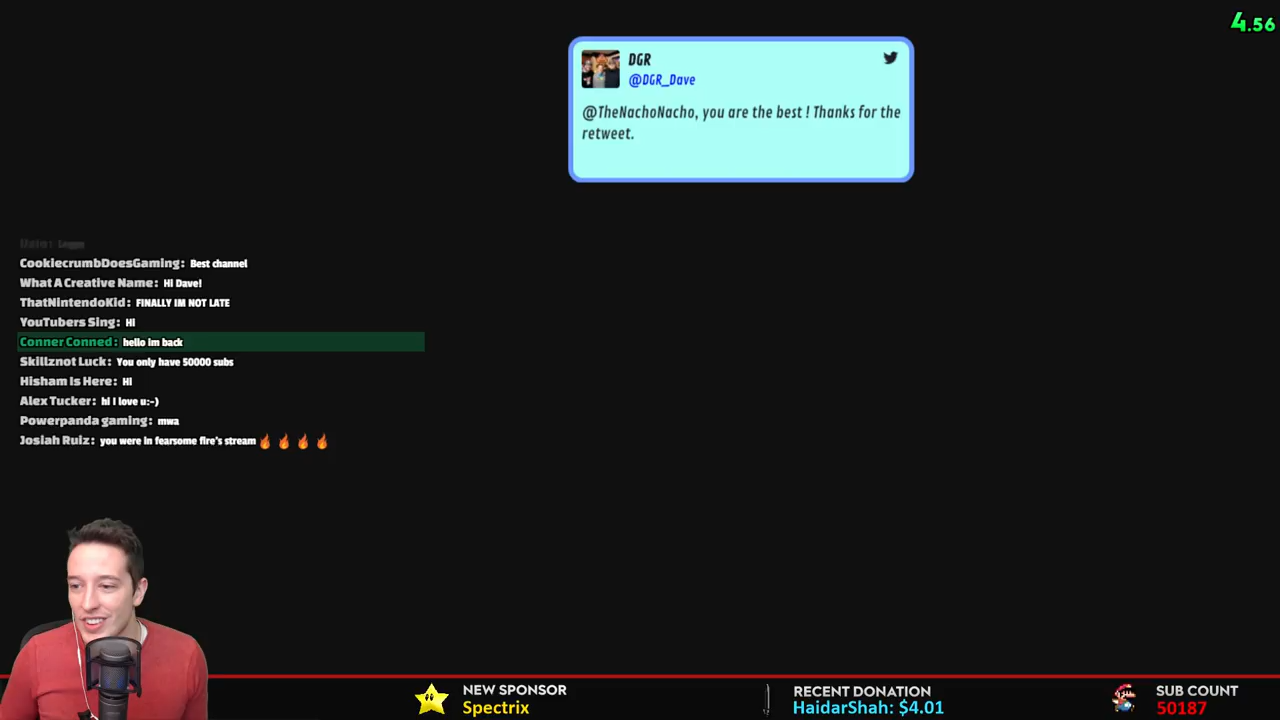 4.56
DGR
@DGR_Dave
@TheNachoNacho, you are the best ! Thanks for the
retweet.
CookiecrumbDoesGaming: Best channel
What A Creative Name: Hi Dave!
ThatNintendoKid: FINALLY IM NOT LATE
YouTubers Sing: Hi
Conner Conned: hello im back
Skillznot Luck: You only have 50000 subs
Hisham Is Here: HI
Alex Tucker: hi I love u:-)
Powerpanda gaming: mwa
Josiah Ruiz: you were in fearsome fire's stream 🔥 🔥 🔥 🔥
NEW SPONSOR
Spectrix
RECENT DONATION
HaidarShah: $4.01
SUB COUNT
50187